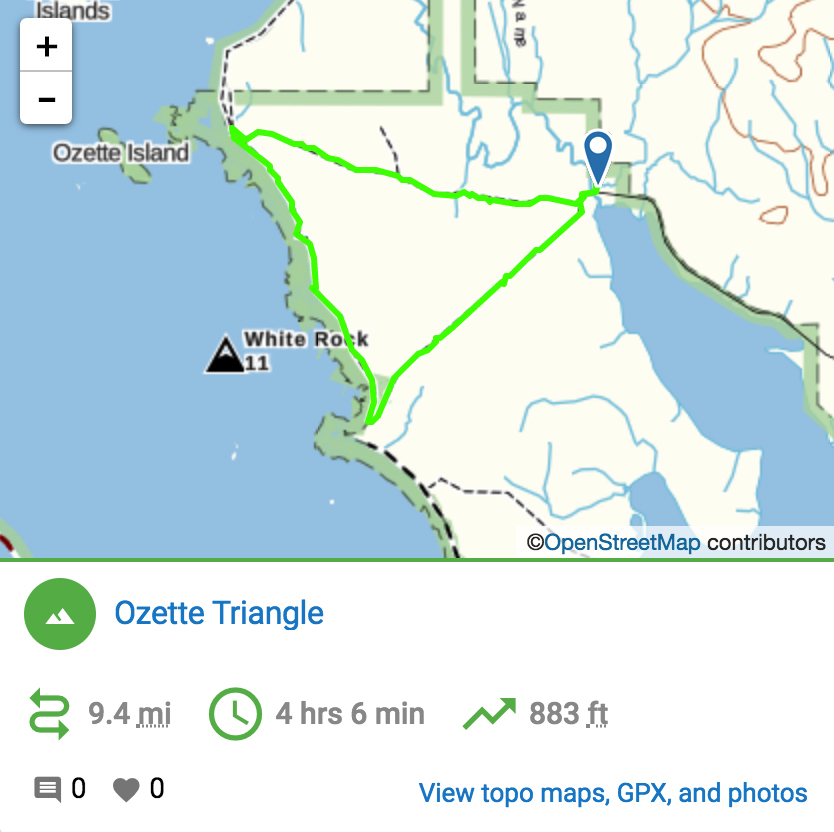 Islands
Name
+
−
Ozette Island
White Rock
11
©OpenStreetMap contributors
Ozette Triangle
9.4 mi
4 hrs 6 min
883 ft
0
0
View topo maps, GPX, and photos